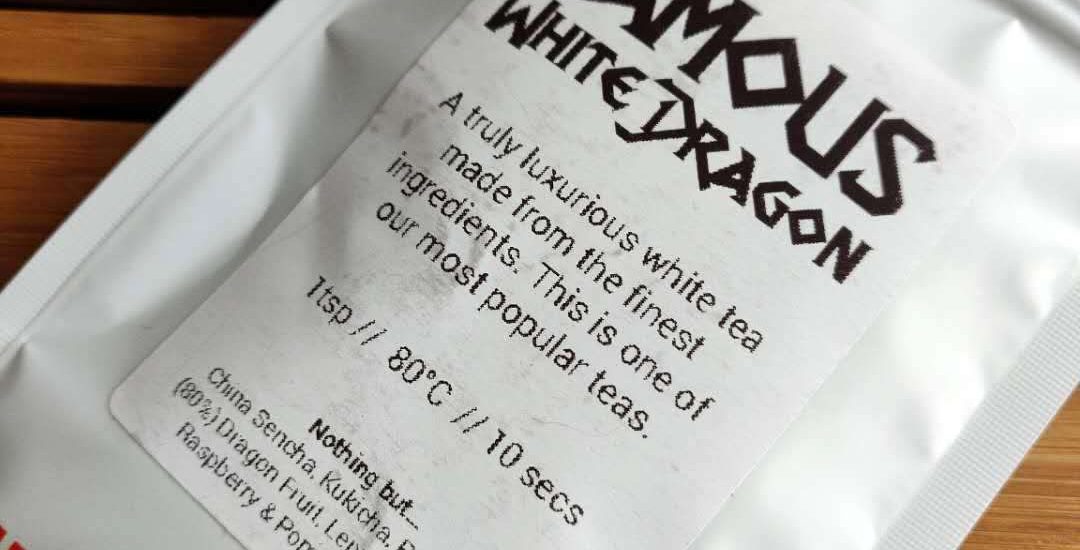 WHITE DRAGON
A truly luxurious white tea
made from the finest
ingredients. This is one of
our most popular teas.
1tsp // 80°C // 10 secs
Nothing but...
China Sencha, Kukicha,
(80%) Dragon Fruit,
Raspberry &